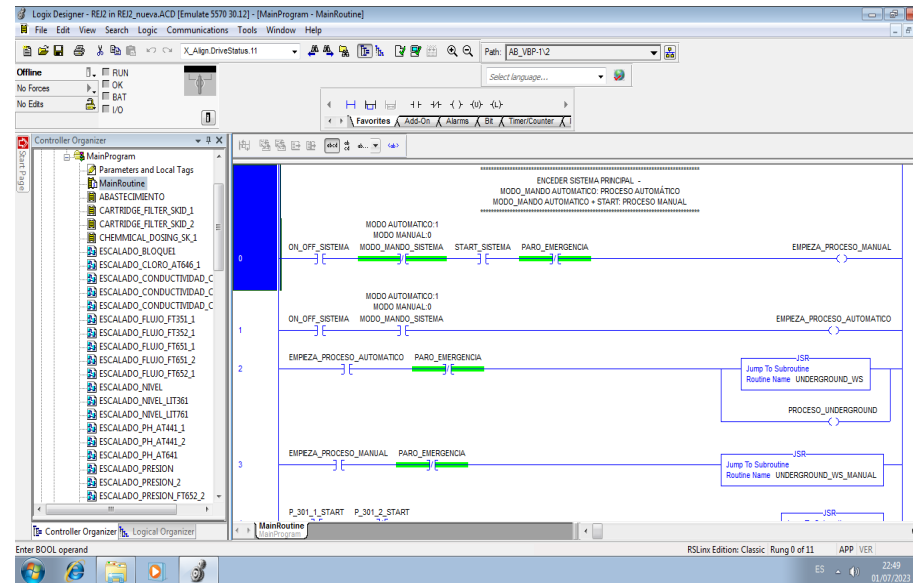 Logix Designer - REJ2 in REJ2_nueva.ACD [Emulate 5570 30.12] - [MainProgram - MainRoutine]
File Edit View Search Logic Communications Tools Window Help
X_Align.DriveStatus.11
Path: AB_VBP-1\2
Offline
RUN
No Forces
OK
BAT
No Edits
I/O
Select language...
Favorites Add-On Alarms Bit Timer/Counter
Controller Organizer
Start Page
MainProgram
Parameters and Local Tags
MainRoutine
ABASTECIMIENTO
CARTRIDGE_FILTER_SKID_1
CARTRIDGE_FILTER_SKID_2
CHEMMICAL_DOSING_SK_1
ESCALADO_BLOQUE1
ESCALADO_CLORO_AT646_1
ESCALADO_CONDUCTIVIDAD_C
ESCALADO_CONDUCTIVIDAD_C
ESCALADO_CONDUCTIVIDAD_C
ESCALADO_FLUJO_FT351_1
ESCALADO_FLUJO_FT352_1
ESCALADO_FLUJO_FT651_1
ESCALADO_FLUJO_FT651_2
ESCALADO_FLUJO_FT652_1
ESCALADO_NIVEL
ESCALADO_NIVEL_LIT361
ESCALADO_NIVEL_LIT761
ESCALADO_PH_AT441_1
ESCALADO_PH_AT441_2
ESCALADO_PH_AT641
ESCALADO_PRESION
ESCALADO_PRESION_2
ESCALADO_PRESION_FT652_2
Controller Organizer Logical Organizer
ENCEDER SISTEMA PRINCIPAL -
MODO_MANDO AUTOMATICO: PROCESO AUTOMÁTICO
MODO_MANDO AUTOMATICO + START: PROCESO MANUAL
MODO AUTOMATICO:1
MODO MANUAL:0
ON_OFF_SISTEMA MODO_MANDO_SISTEMA START_SISTEMA PARO_EMERGENCIA EMPIEZA_PROCESO_MANUAL
0
MODO AUTOMATICO:1
MODO MANUAL:0
ON_OFF_SISTEMA MODO_MANDO_SISTEMA EMPIEZA_PROCESO_AUTOMATICO
1
EMPIEZA_PROCESO_AUTOMATICO PARO_EMERGENCIA JSR
2
Jump To Subroutine
Routine Name UNDERGROUND_WS
PROCESO_UNDERGROUND
EMPIEZA_PROCESO_MANUAL PARO_EMERGENCIA JSR
3
Jump To Subroutine
Routine Name UNDERGROUND_WS_MANUAL
P_301_1_START P_301_2_START JSR
MainRoutine
MainProgram
Enter BOOL operand
RSLinx Edition: Classic Rung 0 of 11 APP VER
ES
22:49
01/07/2023